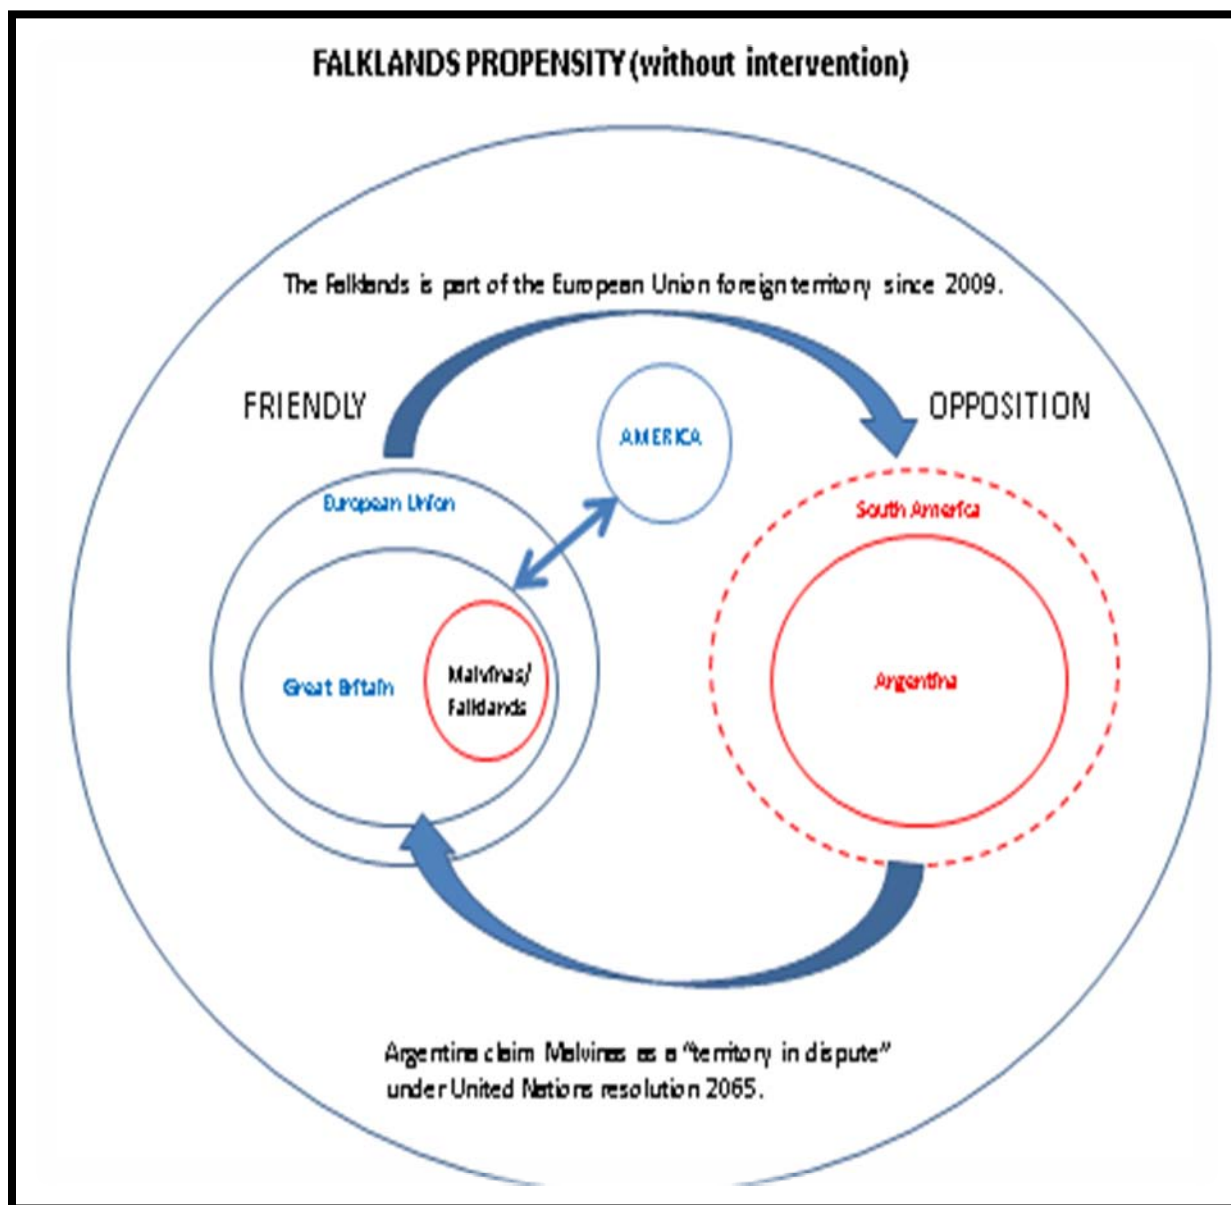 FALKLANDS PROPENSITY (without intervention)
The Falklands is part of the European Union foreign territory since 2009.
FRIENDLY
OPPOSITION
AMERICA
European Union
South America
Great Britain
Malvinas/
Falklands
Argentina
Argentina claim Malvinas as a "territory in dispute"
under United Nations resolution 2065.